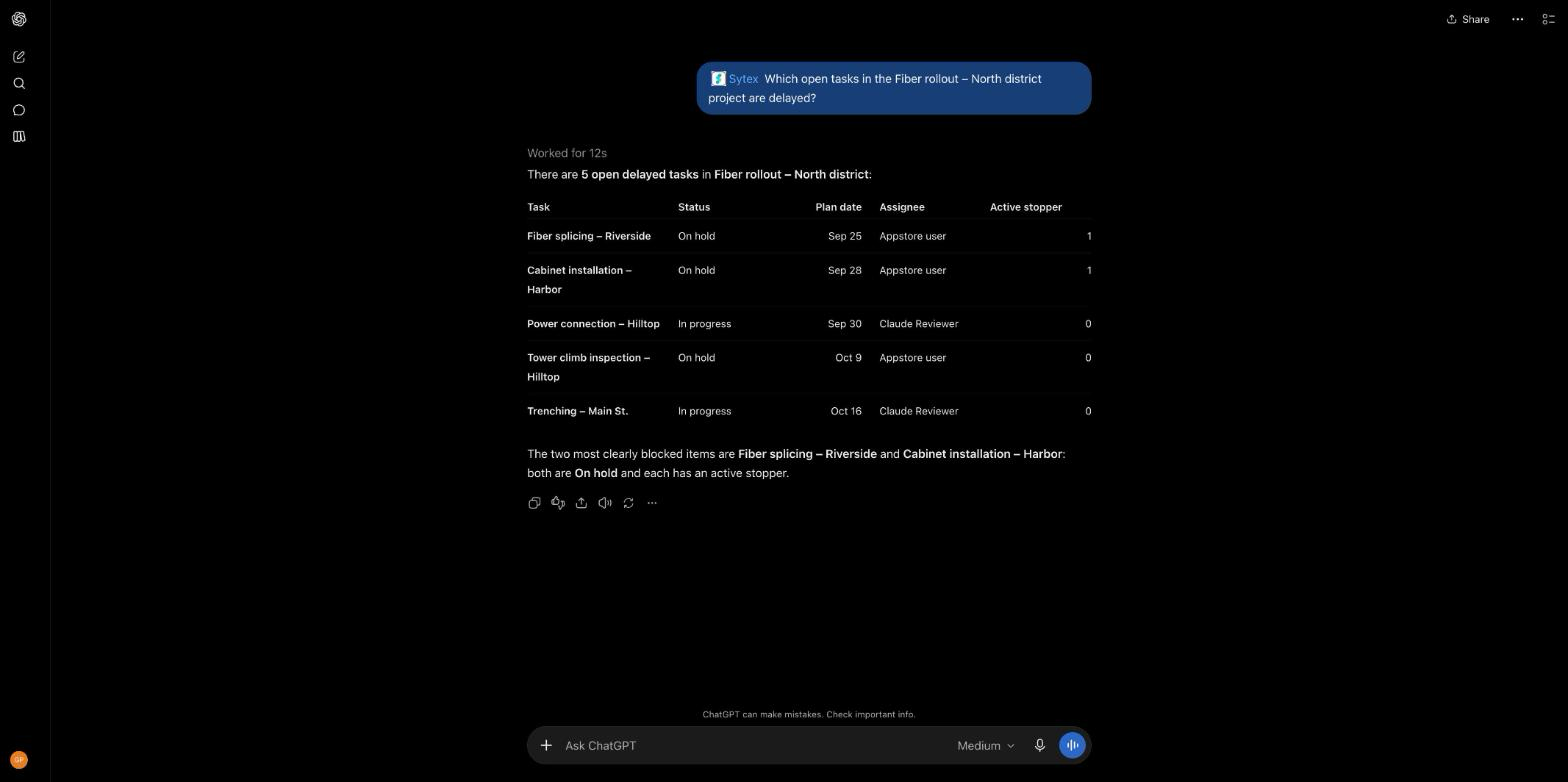 Share
Sytex Which open tasks in the Fiber rollout – North district
project are delayed?
Worked for 12s
There are 5 open delayed tasks in Fiber rollout – North district:
Task Status Plan date Assignee Active stopper
Fiber splicing – Riverside On hold Sep 25 Appstore user 1
Cabinet installation – On hold Sep 28 Appstore user 1
Harbor
Power connection – Hilltop In progress Sep 30 Claude Reviewer 0
Tower climb inspection – On hold Oct 9 Appstore user 0
Hilltop
Trenching – Main St. In progress Oct 16 Claude Reviewer 0
The two most clearly blocked items are Fiber splicing – Riverside and Cabinet installation – Harbor:
both are On hold and each has an active stopper.
ChatGPT can make mistakes. Check important info.
Ask ChatGPT Medium
GP